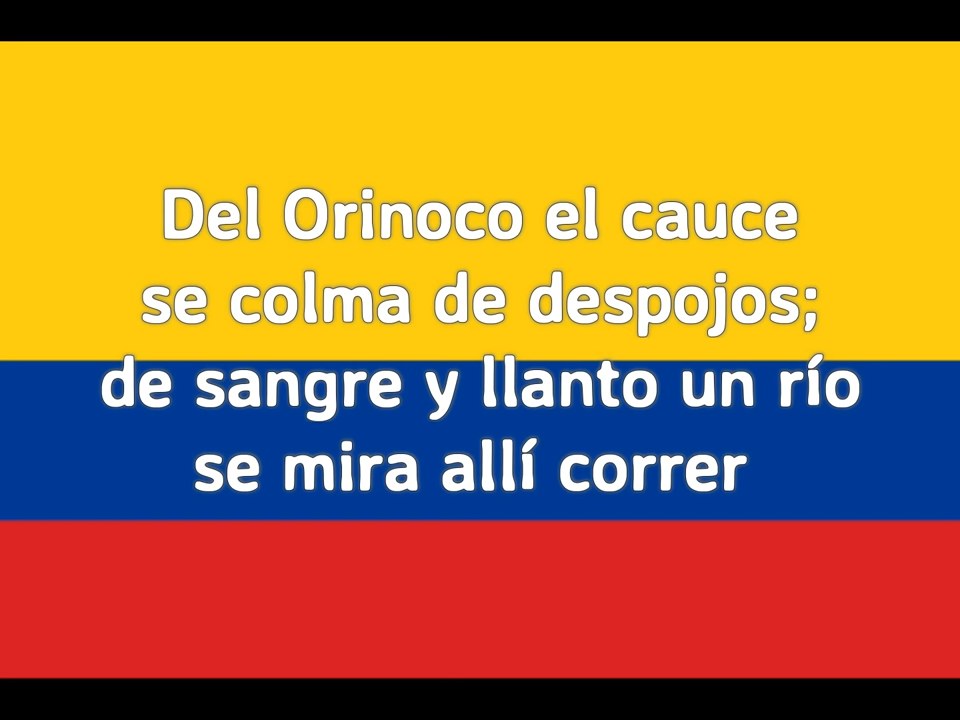 Del Orinoco el cauce
se colma de despojos;
de sangre y llanto un río
se mira allí correr